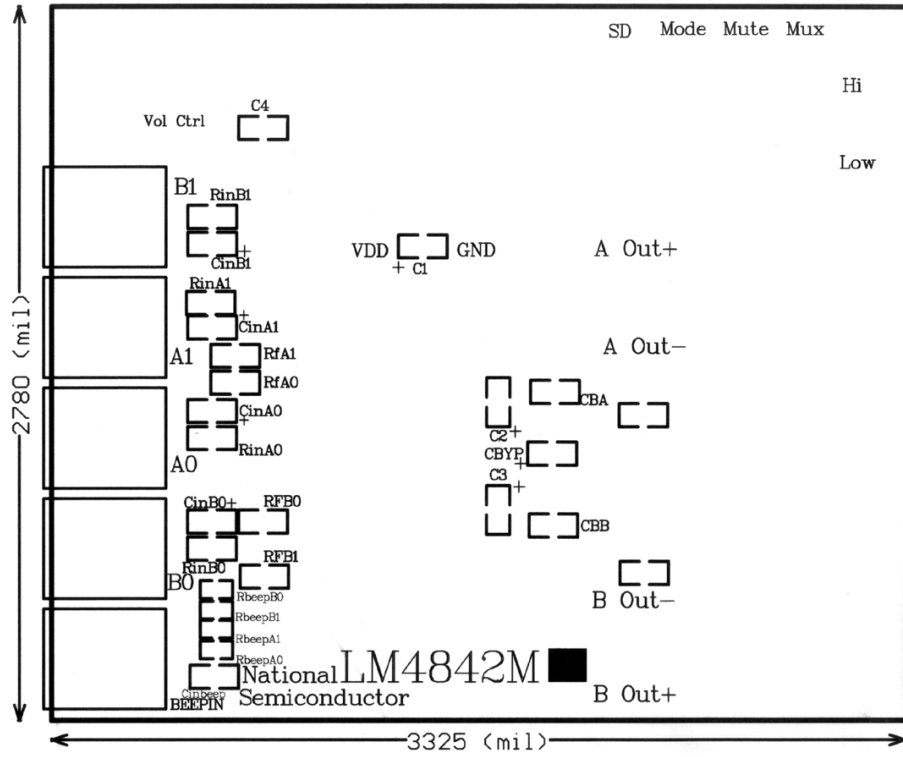 SD Mode Mute Mux
Hi
C4
Vol Ctrl
Low
B1
RinB1
VDD GND A Out+
+
CinB1
+ C1
RinA1
+
CinA1
A Out-
A1
RfA1
RfA0
CBA
CinA0
+
C2+
RinA0
CBYP
+
A0
C3
+
CinB0+
RFB0
CBB
RinB0
RFB1
B0
RbeepB0
B Out-
RbeepB1
RbeepA1
RbeepA0
National LM4842M
Semiconductor
CinBeep
BEEPIN
B Out+
2780 (mil)
3325 (mil)